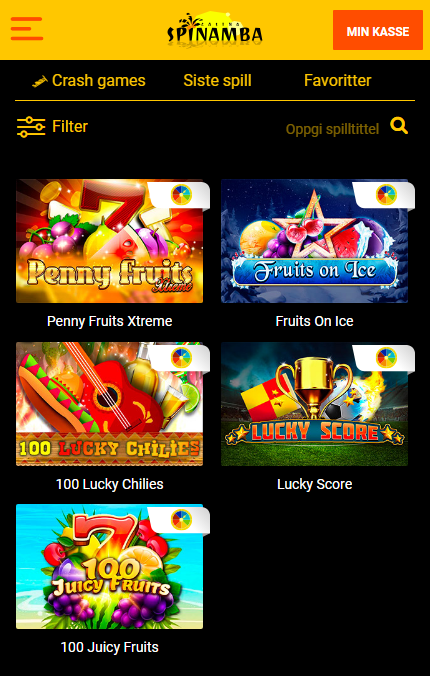 CASINO
SPINAMBA
MIN KASSE
Crash games
Siste spill
Favoritter
Filter
Oppgi spilltittel
7
Penny Fruits
Xtreme
Fruits on Ice
Penny Fruits Xtreme
Fruits On Ice
100 LUCKY CHILIES
LUCKY SCORE
100 Lucky Chilies
Lucky Score
7
100
JUICY FRUITS
100 Juicy Fruits